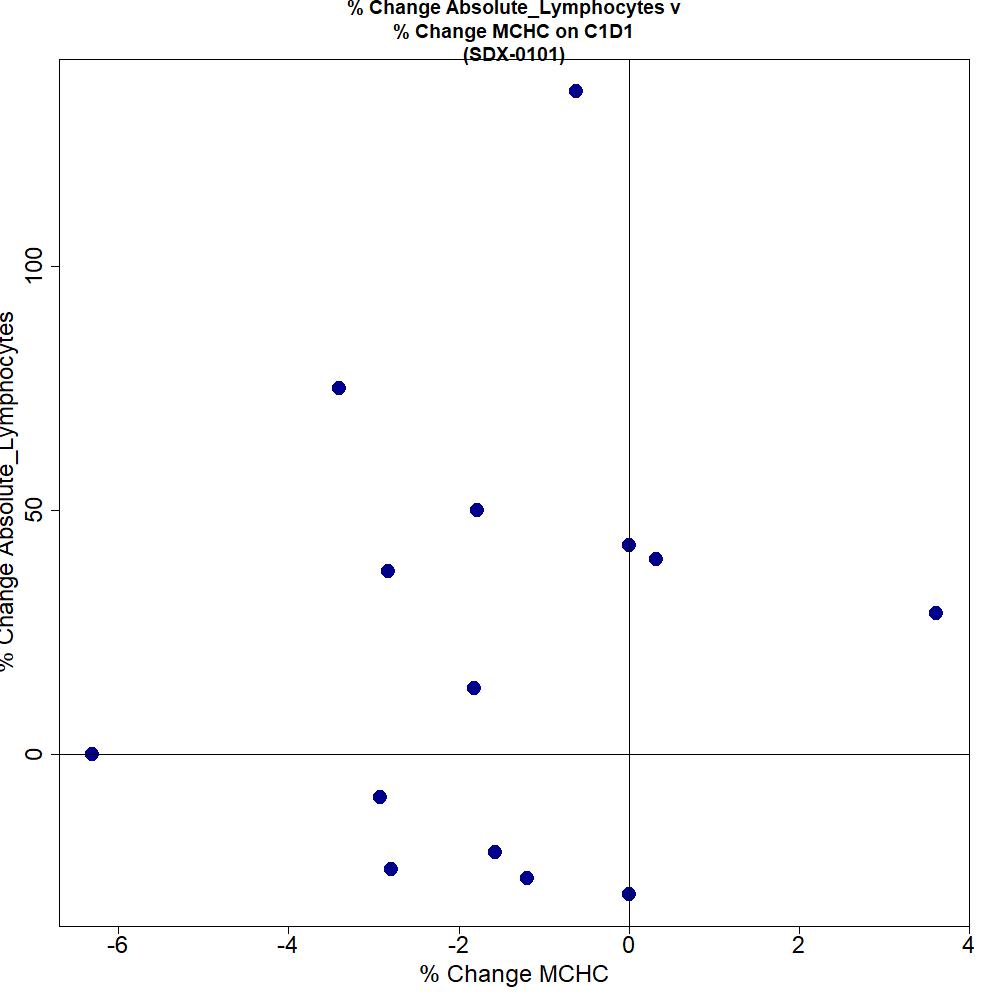 % Change Absolute_Lymphocytes v
% Change MCHC on C1D1
(SDX-0101)
% Change Absolute_Lymphocytes
100
50
0
-6
-4
-2
0
2
4
% Change MCHC